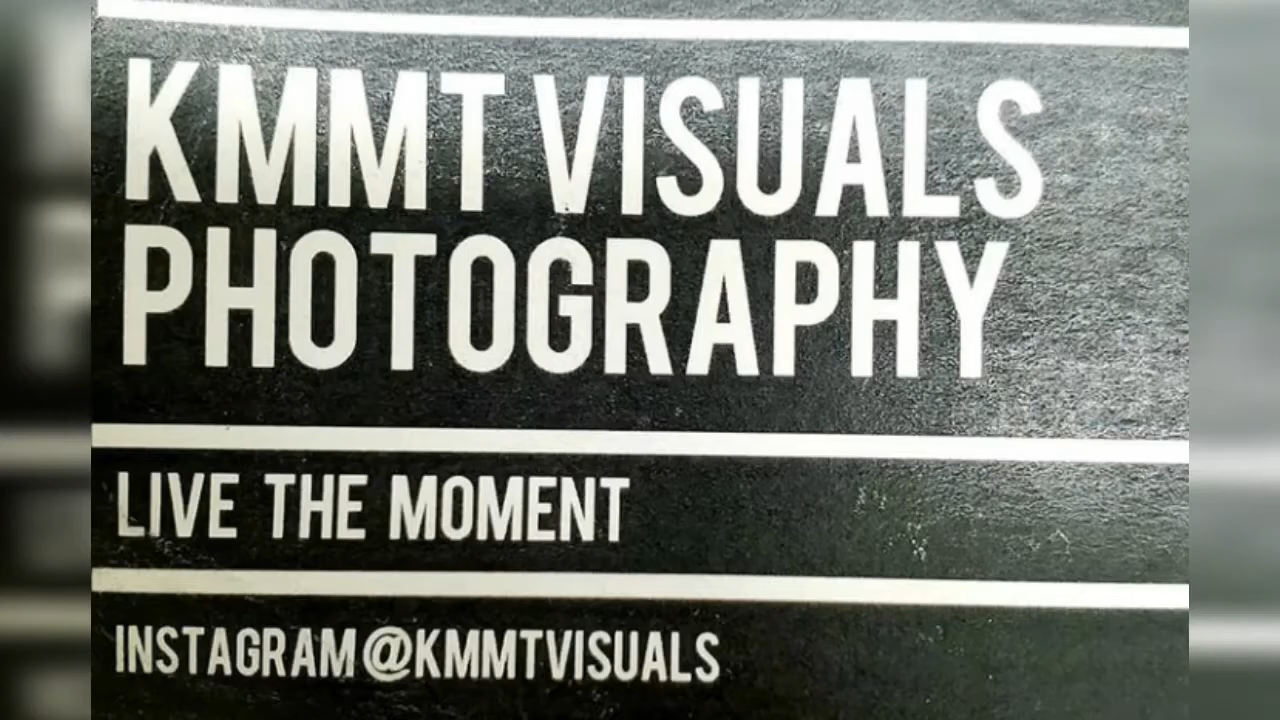 KMMT VISUALS
PHOTOGRAPHY
LIVE THE MOMENT
INSTAGRAM@KMMTVISUALS